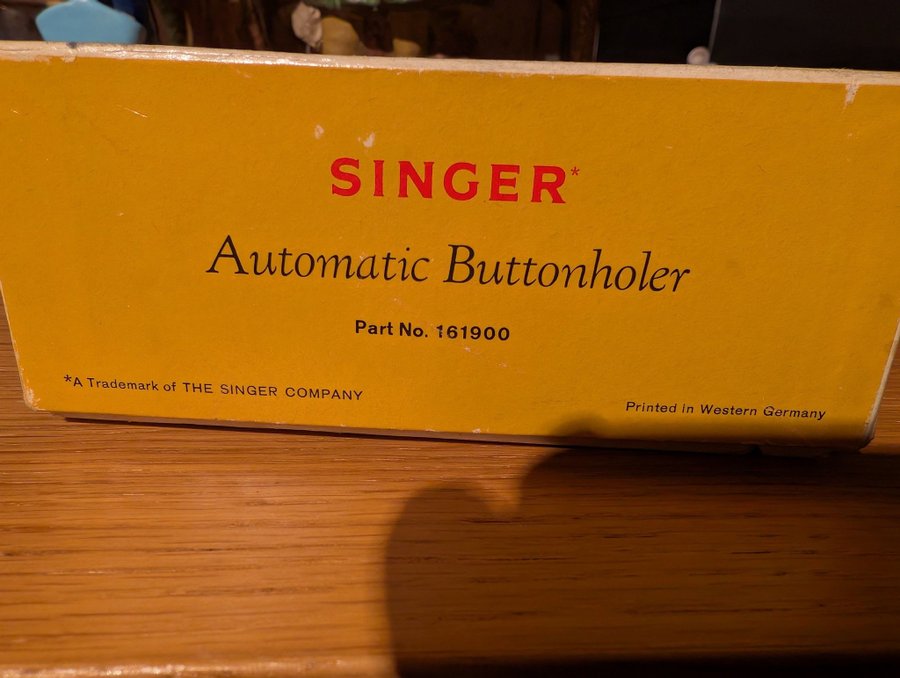 SINGER*
Automatic Buttonholer
Part No. 161900
*A Trademark of THE SINGER COMPANY
Printed in Western Germany